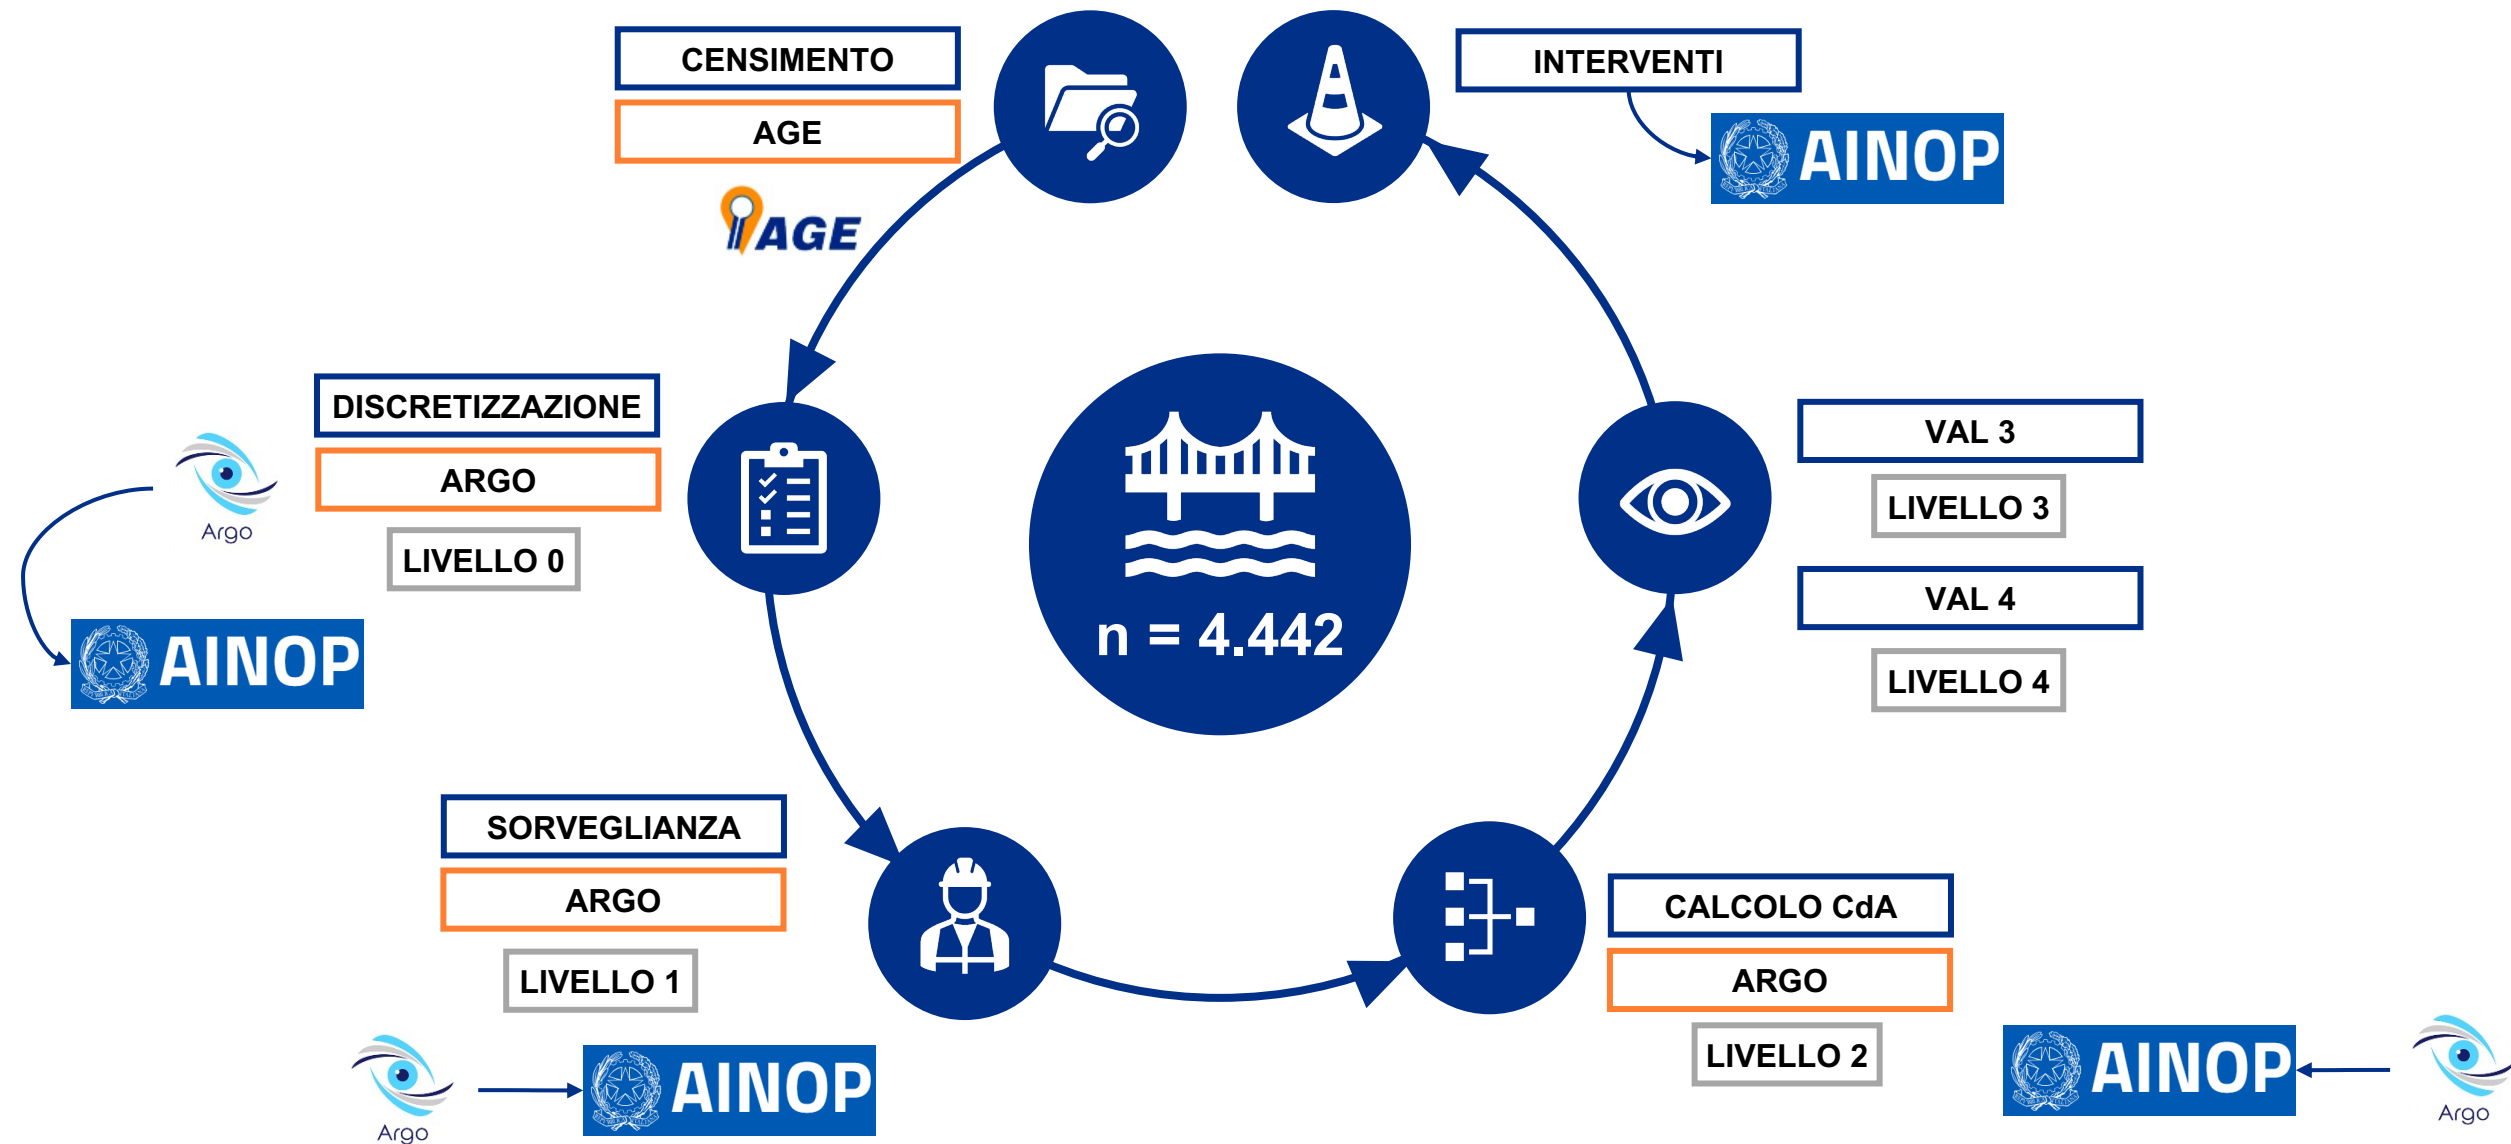 CENSIMENTO
AGE
AGE
INTERVENTI
AINOP
DISCRETIZZAZIONE
ARGO
LIVELLO 0
Argo
AINOP
n = 4.442
VAL 3
LIVELLO 3
VAL 4
LIVELLO 4
SORVEGLIANZA
ARGO
LIVELLO 1
Argo
AINOP
CALCOLO CdA
ARGO
LIVELLO 2
AINOP
Argo